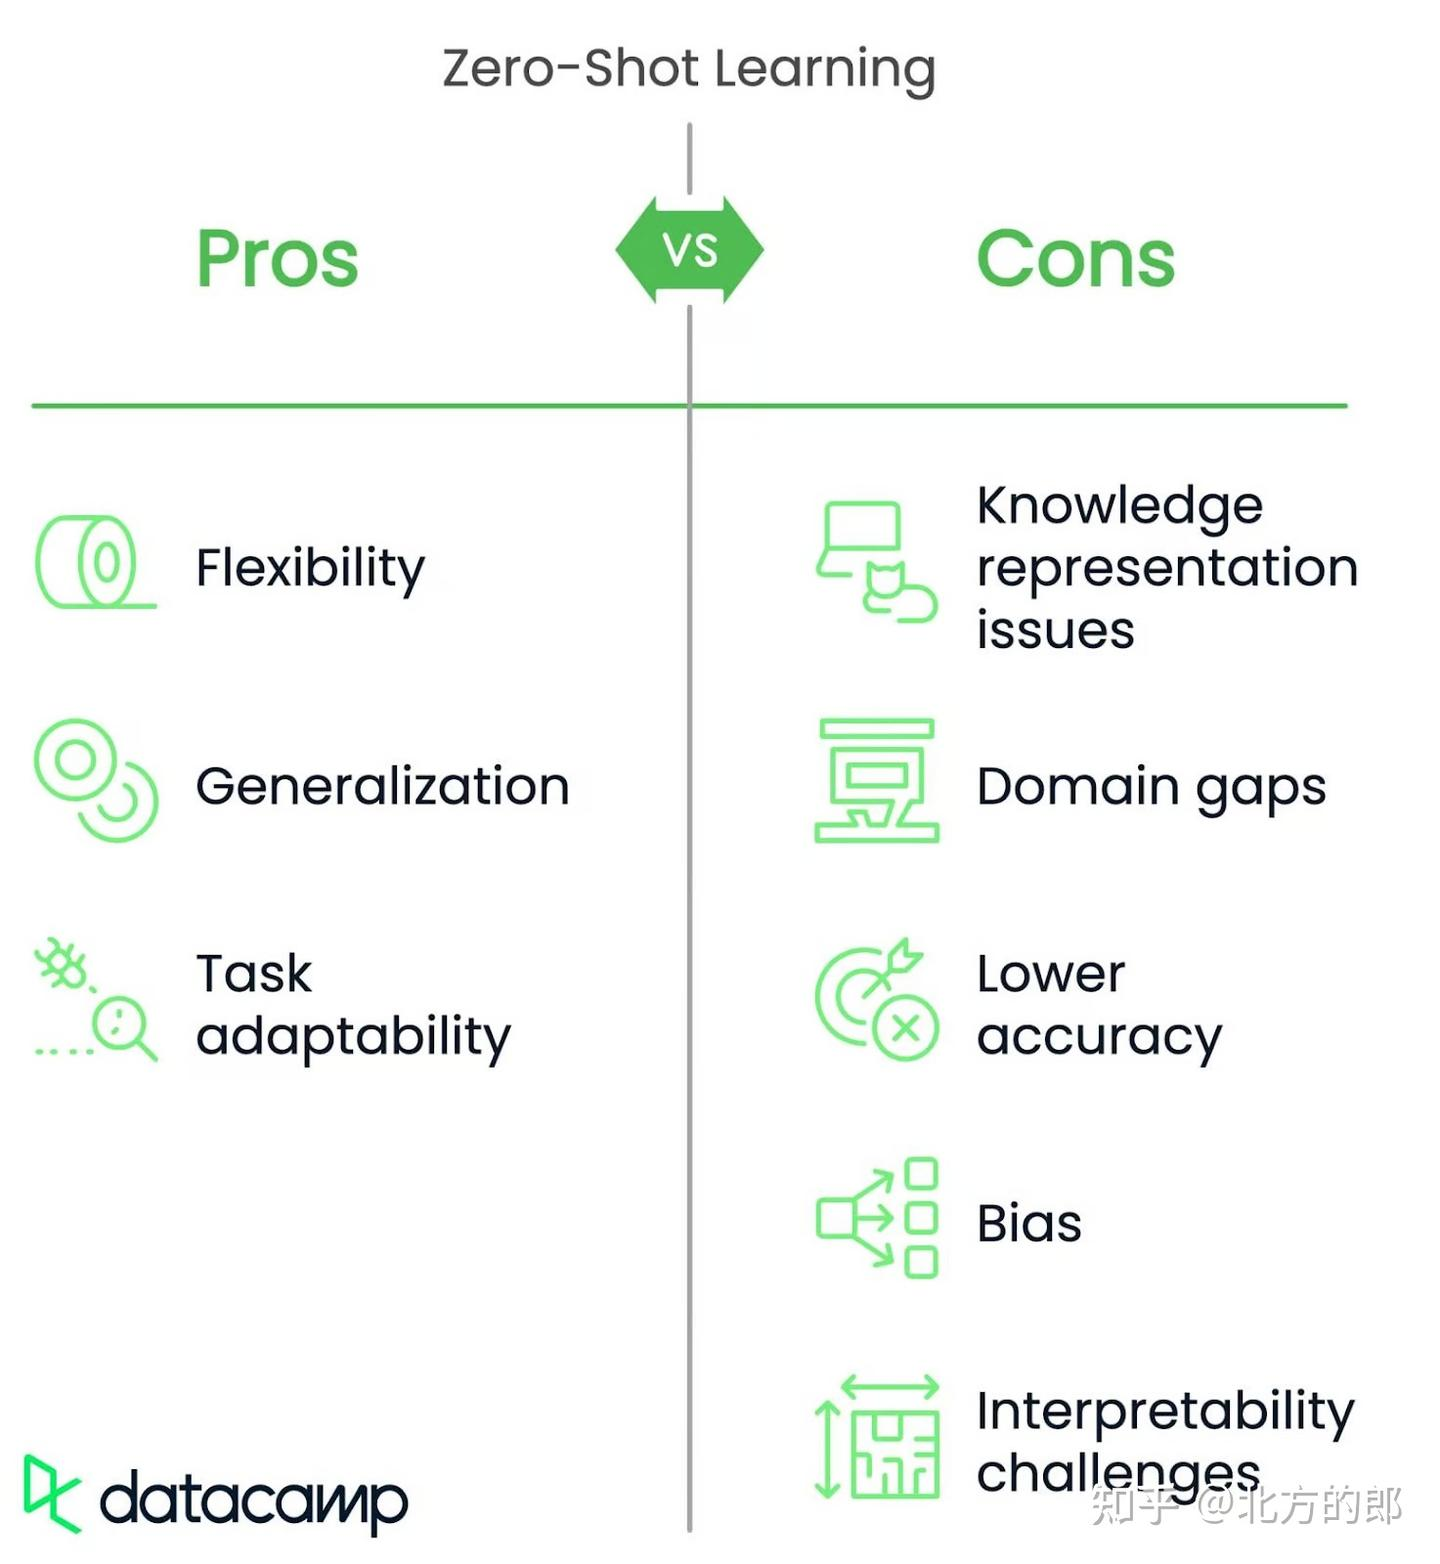 Zero-Shot Learning
Pros
VS
Cons
Flexibility
Generalization
Task
adaptability
Knowledge
representation
issues
Domain gaps
Lower
accuracy
Bias
Interpretability
challenges
datacamp
知乎 @北方的郎